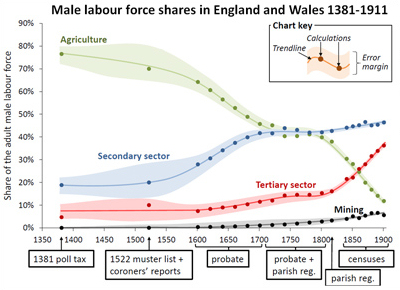 Male labour force shares in England and Wales 1381-1911
Share of the adult male labour force
90%
80%
70%
60%
50%
40%
30%
20%
10%
0%
Agriculture
Secondary sector
Tertiary sector
Mining
Chart key
Calculations
Trendline
Error
margin
1350 1400 1450 1500 1550 1600 1650 1700 1750 1800 1850 1900
1381 poll tax
1522 muster list +
coroners' reports
probate
probate +
parish reg.
censuses
parish reg.